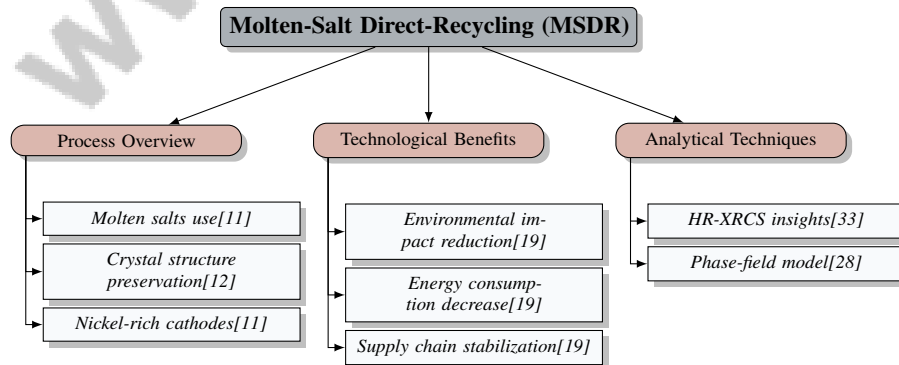 Molten-Salt Direct-Recycling (MSDR)
Process Overview
Molten salts use[11]
Crystal structure
preservation[12]
Nickel-rich cathodes[11]
Technological Benefits
Environmental im-
pact reduction[19]
Energy consump-
tion decrease[19]
Supply chain stabilization[19]
Analytical Techniques
HR-XRCS insights[33]
Phase-field model[28]